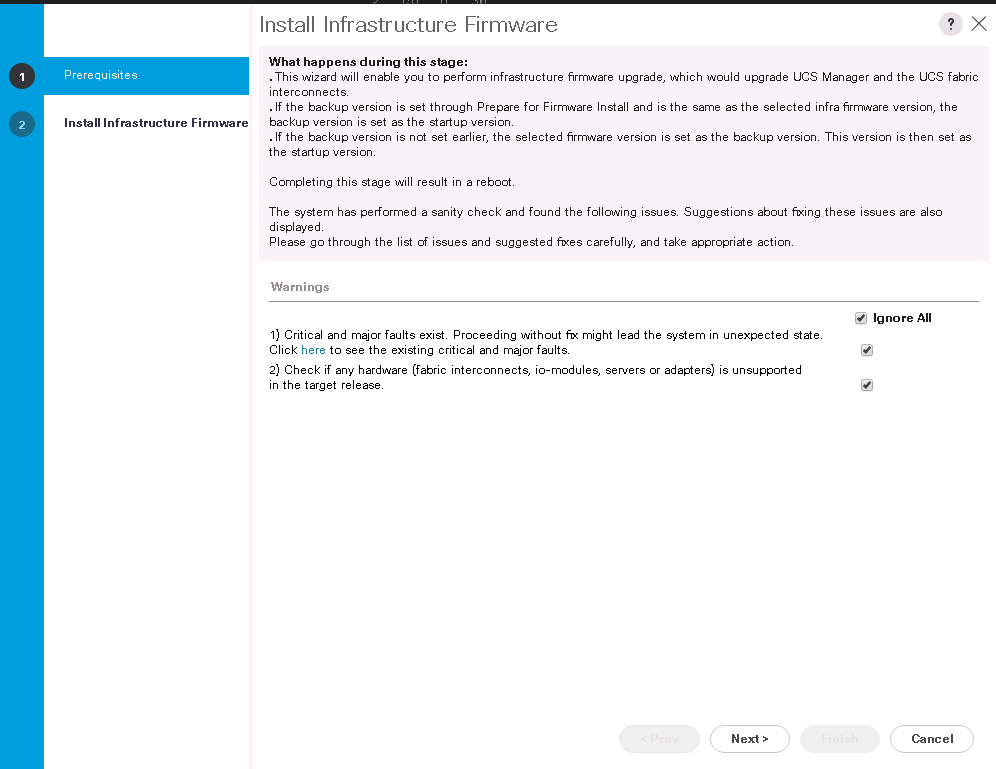 Install Infrastructure Firmware
?
1
Prerequisites
2
Install Infrastructure Firmware
What happens during this stage:
. This wizard will enable you to perform infrastructure firmware upgrade, which would upgrade UCS Manager and the UCS fabric
interconnects.
. If the backup version is set through Prepare for Firmware Install and is the same as the selected infra firmware version, the
backup version is set as the startup version.
. If the backup version is not set earlier, the selected firmware version is set as the backup version. This version is then set as
the startup version.
Completing this stage will result in a reboot.
The system has performed a sanity check and found the following issues. Suggestions about fixing these issues are also
displayed.
Please go through the list of issues and suggested fixes carefully, and take appropriate action.
Warnings
Ignore All
1) Critical and major faults exist. Proceeding without fix might lead the system in unexpected state.
Click here to see the existing critical and major faults.
2) Check if any hardware (fabric interconnects, io-modules, servers or adapters) is unsupported
in the target release.
< Prev
Next >
Finish
Cancel